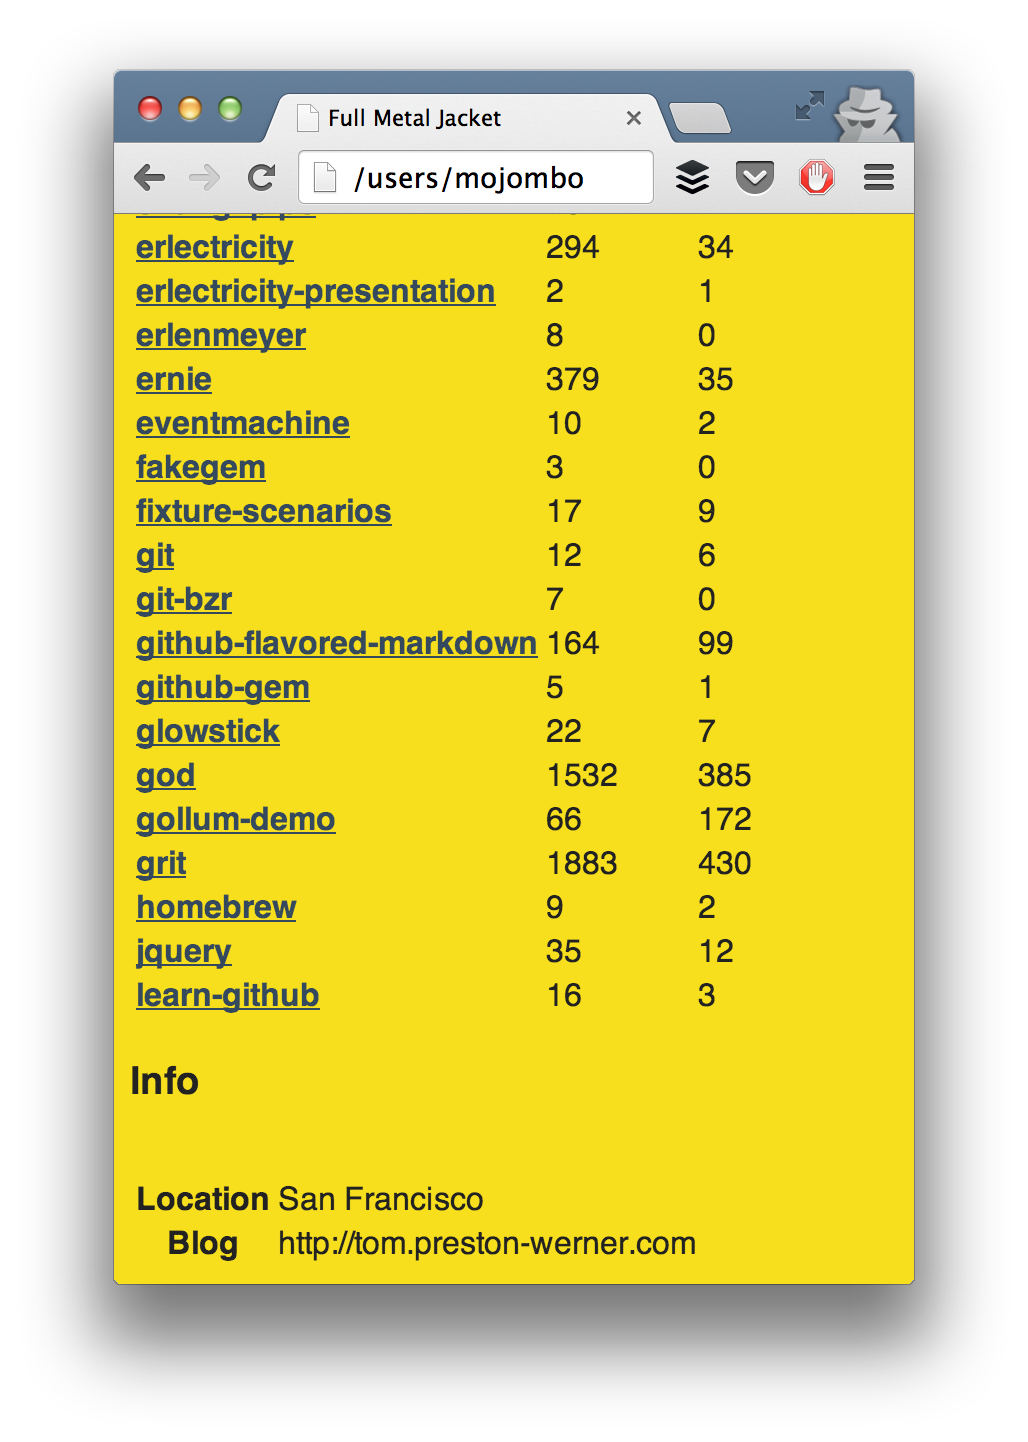 Full Metal Jacket
/users/mojombo
erlectricity 294 34
erlectricity-presentation 2 1
erlenmeyer 8 0
ernie 379 35
eventmachine 10 2
fakegem 3 0
fixture-scenarios 17 9
git 12 6
git-bzr 7 0
github-flavored-markdown 164 99
github-gem 5 1
glowstick 22 7
god 1532 385
gollum-demo 66 172
grit 1883 430
homebrew 9 2
jquery 35 12
learn-github 16 3
Info
Location San Francisco
Blog http://tom.preston-werner.com